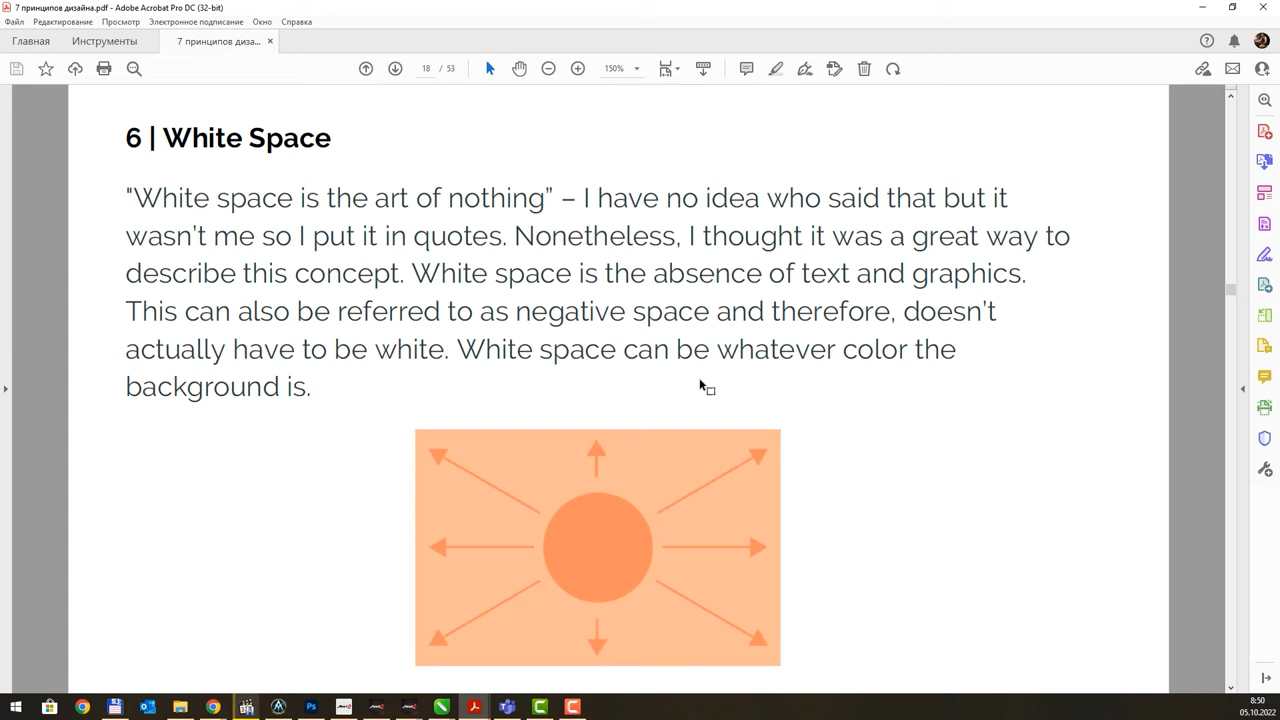 7 принципов дизайна.pdf - Adobe Acrobat Pro DC (32-bit)
Файл Редактирование Просмотр Электронное подписание Окно Справка
Главная Инструменты 7 принципов диза... ×
18 / 53 150%
6 | White Space
"White space is the art of nothing” – I have no idea who said that but it
wasn’t me so I put it in quotes. Nonetheless, I thought it was a great way to
describe this concept. White space is the absence of text and graphics.
This can also be referred to as negative space and therefore, doesn’t
actually have to be white. White space can be whatever color the
background is.
8:50
05.10.2022